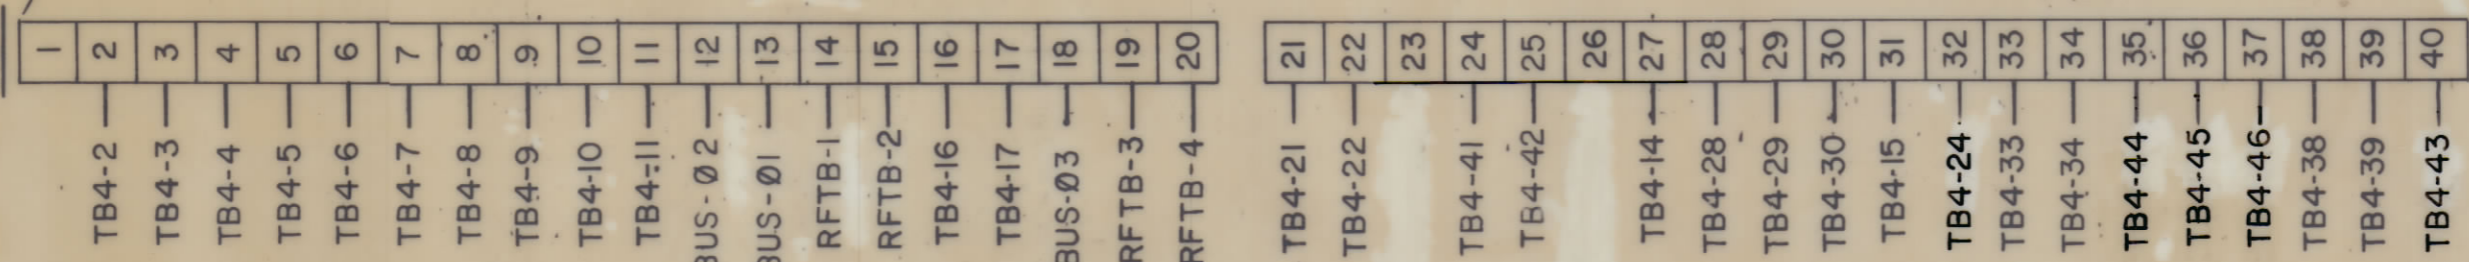 1 2 3 4 5 6 7 8 9 10 11 12 13 14 15 16 17 18 19 20
21 22 23 24 25 26 27 28 29 30 31 32 33 34 35 36 37 38 39 40
TB4-2
TB4-3
TB4-4
TB4-5
TB4-6
TB4-7
TB4-8
TB4-9
TB4-10
TB4-11
BUS-Ø2
BUS-Ø1
RFTB-1
RFTB-2
TB4-16
TB4-17
BUS-Ø3
RFTB-3
RFTB-4
TB4-21
TB4-22
TB4-41
TB4-42
TB4-14
TB4-28
TB4-29
TB4-30
TB4-15
TB4-24
TB4-33
TB4-34
TB4-44
TB4-45
TB4-46
TB4-38
TB4-39
TB4-43